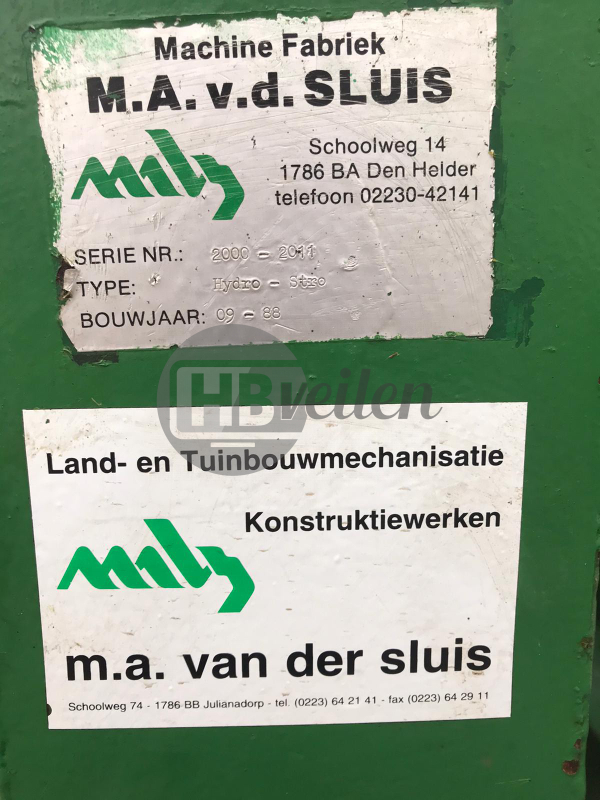 Machine Fabriek
M.A. v.d. SLUIS
Schoolweg 14
1786 BA Den Helder
telefoon 02230-42141
SERIE NR.: 2000 - 2011
TYPE: Hydro - Stro
BOUWJAAR: 09 - 88
HBveilen
Land- en Tuinbouwmechanisatie
Konstruktiewerken
m.a. van der sluis
Schoolweg 74 - 1786 BB Julianadorp - tel. (0223) 64 21 41 - fax (0223) 64 29 11